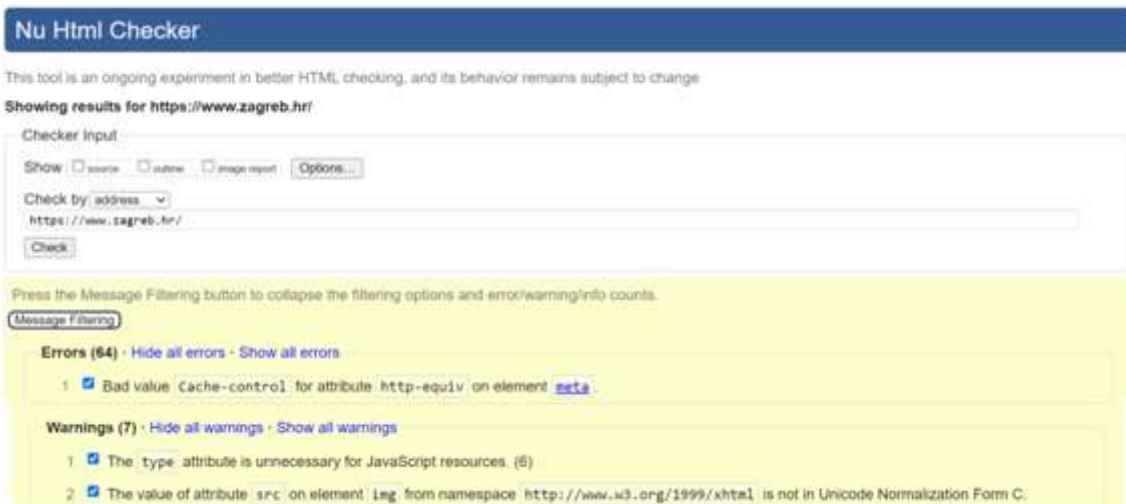 Nu Html Checker
This tool is an ongoing experiment in better HTML checking, and its behavior remains subject to change
Showing results for https://www.zagreb.hr/
Checker Input
Show source outline image report Options...
Check by address
https://www.zagreb.hr/
Check
Press the Message Filtering button to collapse the filtering options and error/warning/info counts.
Message Filtering
Errors (64) · Hide all errors · Show all errors
1 Bad value Cache-control for attribute http-equiv on element meta.
Warnings (7) · Hide all warnings · Show all warnings
1 The type attribute is unnecessary for JavaScript resources. (6)
2 The value of attribute src on element img from namespace http://www.w3.org/1999/xhtml is not in Unicode Normalization Form C.